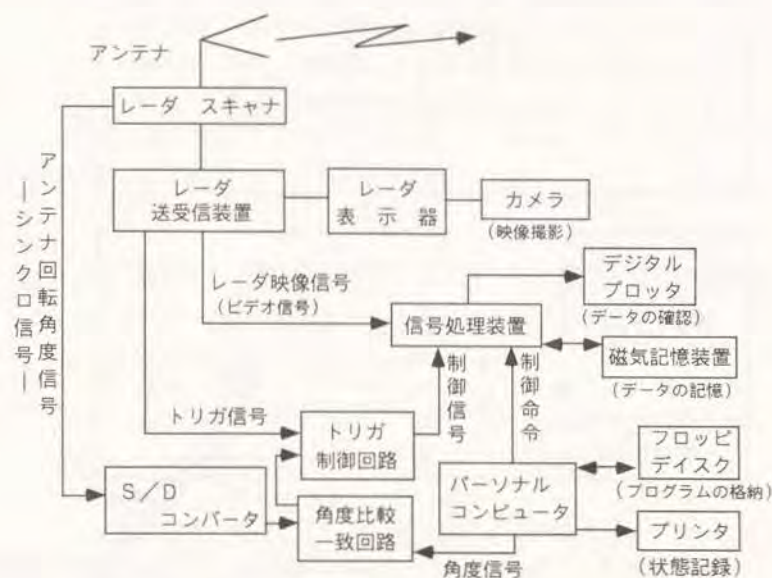 アンテナ
レーダ スキャナ
アンテナ回転角度信号
―シンクロ信号―
レーダ
送受信装置
レーダ
表示器
カメラ
(映像撮影)
レーダ映像信号
(ビデオ信号)
デジタル
プロッタ
(データの確認)
信号処理装置
磁気記憶装置
(データの記憶)
制御信号
制御命令
トリガ信号
トリガ
制御回路
S/D
コンバータ
角度比較
一致回路
パーソナル
コンピュータ
角度信号
フロッピ
デイスク
(プログラムの格納)
プリンタ
(状態記録)